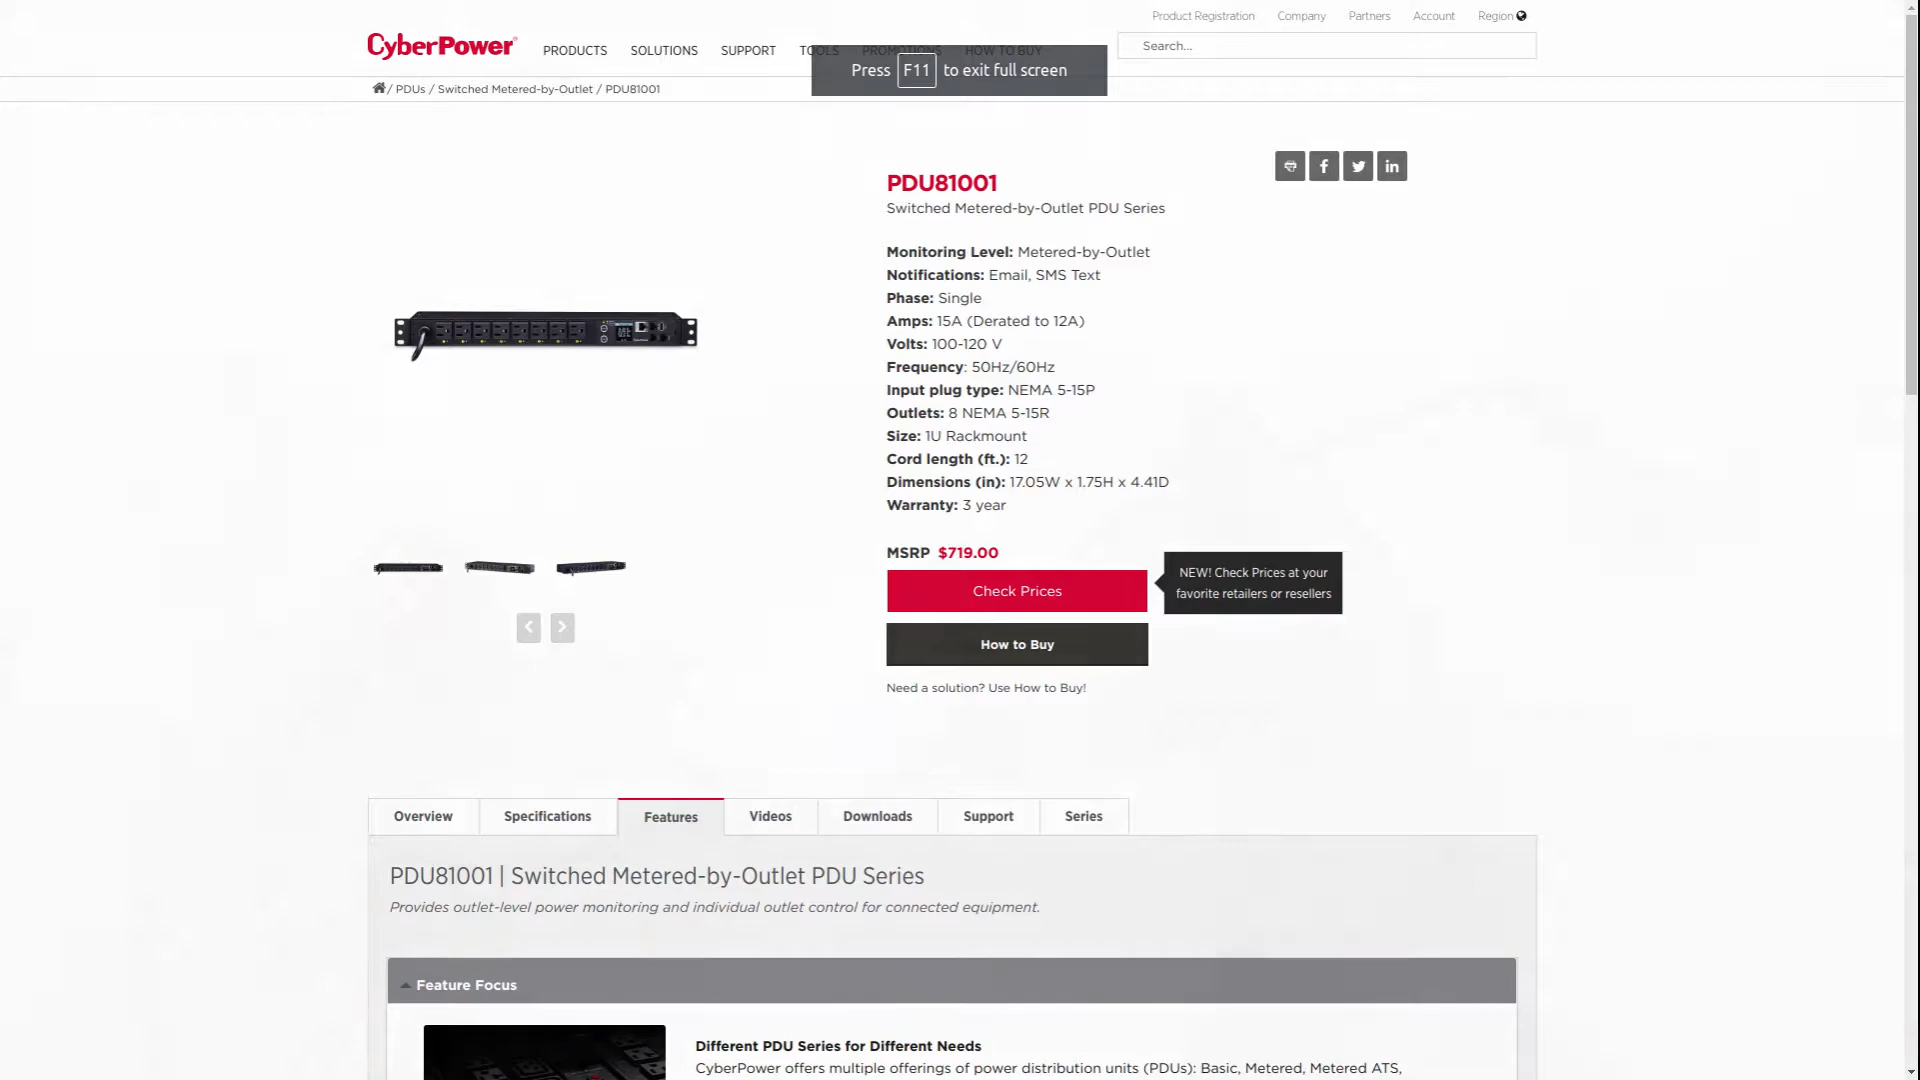 Product Registration Company Partners Account Region
CyberPower PRODUCTS SOLUTIONS SUPPORT TOOLS PROMOTIONS HOW TO BUY
Search...
Press F11 to exit full screen
/ PDUs / Switched Metered-by-Outlet / PDU81001
PDU81001
Switched Metered-by-Outlet PDU Series
Monitoring Level: Metered-by-Outlet
Notifications: Email, SMS Text
Phase: Single
Amps: 15A (Derated to 12A)
Volts: 100-120 V
Frequency: 50Hz/60Hz
Input plug type: NEMA 5-15P
Outlets: 8 NEMA 5-15R
Size: 1U Rackmount
Cord length (ft.): 12
Dimensions (in): 17.05W x 1.75H x 4.41D
Warranty: 3 year
MSRP $719.00
Check Prices
NEW! Check Prices at your
favorite retailers or resellers
How to Buy
Need a solution? Use How to Buy!
Overview Specifications Features Videos Downloads Support Series
PDU81001 | Switched Metered-by-Outlet PDU Series
Provides outlet-level power monitoring and individual outlet control for connected equipment.
Feature Focus
Different PDU Series for Different Needs
CyberPower offers multiple offerings of power distribution units (PDUs): Basic, Metered, Metered ATS,